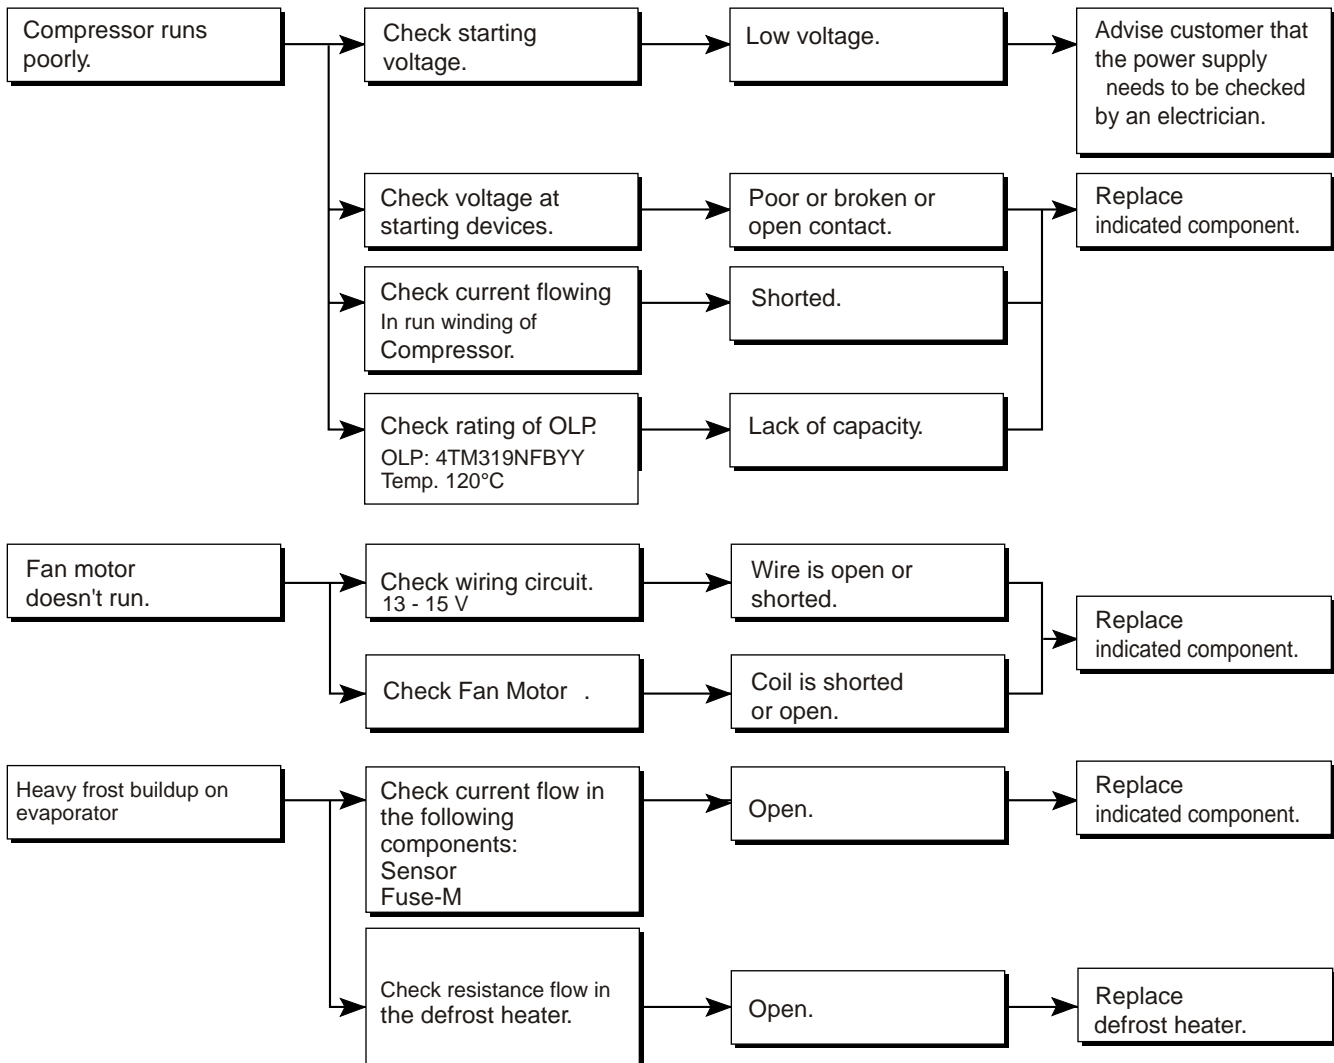 Compressor runs
poorly.
Check starting
voltage.
Low voltage.
Advise customer that
the power supply
needs to be checked
by an electrician.
Check voltage at
starting devices.
Poor or broken or
open contact.
Replace
indicated component.
Check current flowing
In run winding of
Compressor.
Shorted.
Check rating of OLP.
OLP: 4TM319NFBYY
Temp. 120°C
Lack of capacity.
Fan motor
doesn't run.
Check wiring circuit.
13 - 15 V
Wire is open or
shorted.
Replace
indicated component.
Check Fan Motor .
Coil is shorted
or open.
Heavy frost buildup on
evaporator
Check current flow in
the following
components:
Sensor
Fuse-M
Open.
Replace
indicated component.
Check resistance flow in
the defrost heater.
Open.
Replace
defrost heater.